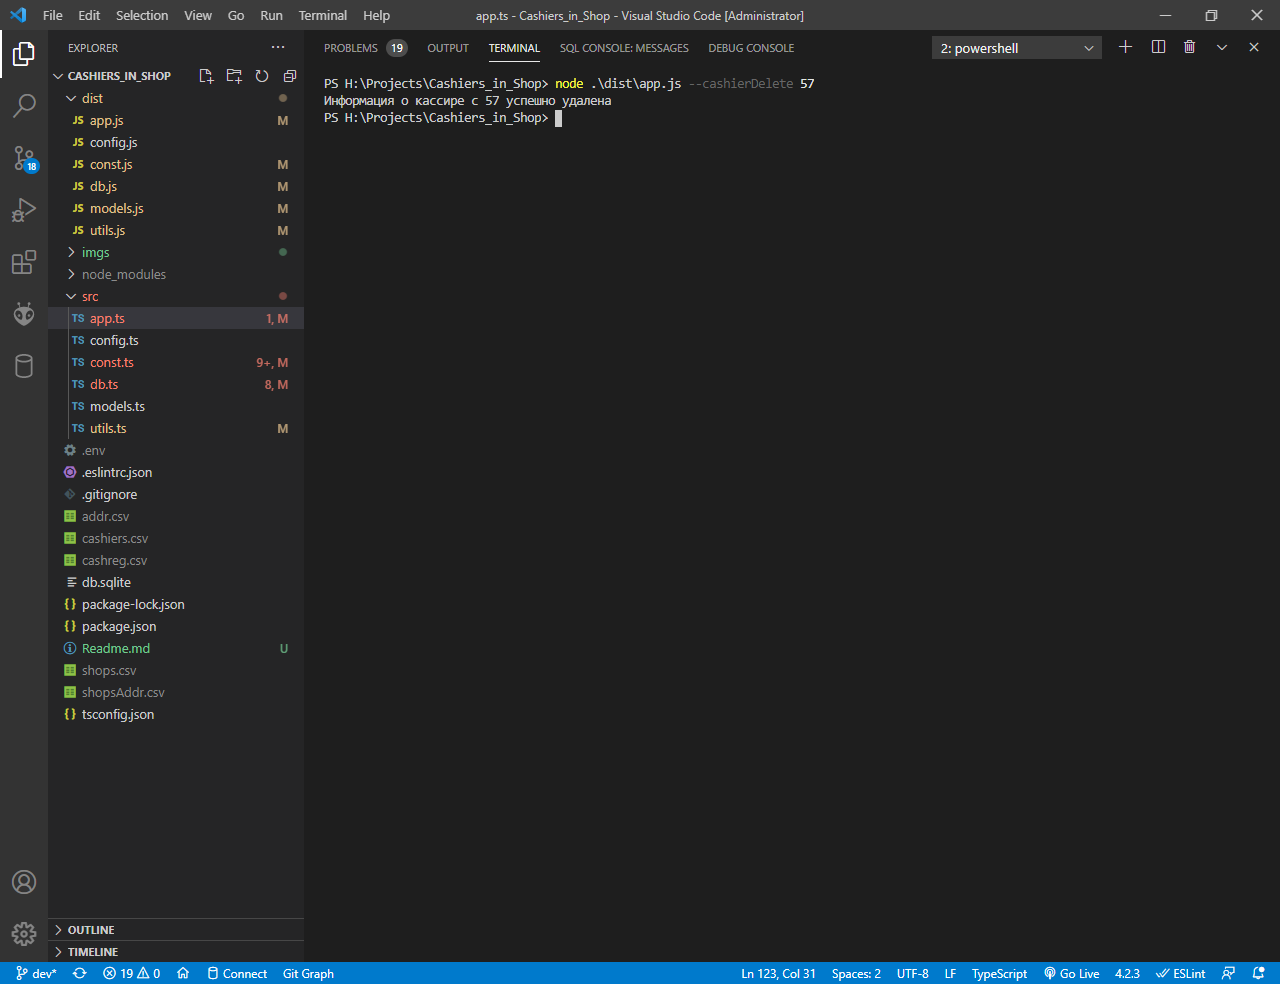 File Edit Selection View Go Run Terminal Help app.ts - Cashiers_in_Shop - Visual Studio Code [Administrator]
EXPLORER ···
CASHIERS_IN_SHOP
dist
JS app.js M
JS config.js
JS const.js M
JS db.js M
JS models.js M
JS utils.js M
imgs
node_modules
src
TS app.ts 1, M
TS config.ts
TS const.ts 9+, M
TS db.ts 8, M
TS models.ts
TS utils.ts M
.env
.eslintrc.json
.gitignore
addr.csv
cashiers.csv
cashreg.csv
db.sqlite
{} package-lock.json
{} package.json
Readme.md U
shops.csv
shopsAddr.csv
{} tsconfig.json
OUTLINE
TIMELINE
18
PROBLEMS 19 OUTPUT TERMINAL SQL CONSOLE: MESSAGES DEBUG CONSOLE 2: powershell
PS H:\Projects\Cashiers_in_Shop> node .\dist\app.js --cashierDelete 57
Информация о кассире с 57 успешно удалена
PS H:\Projects\Cashiers_in_Shop>
dev* 19 0 Connect Git Graph Ln 123, Col 31 Spaces: 2 UTF-8 LF TypeScript Go Live 4.2.3 ESLint